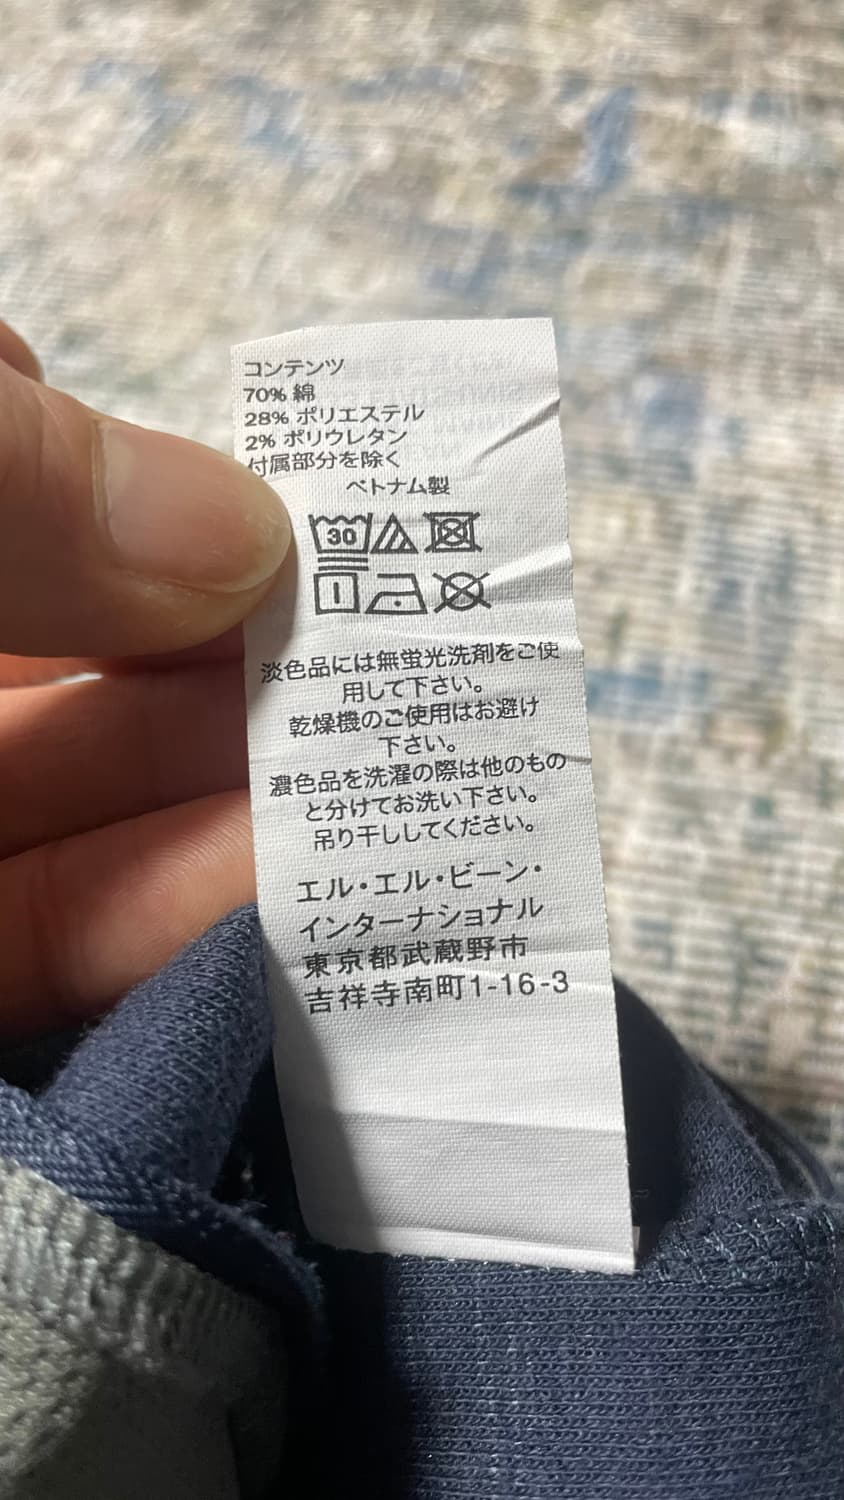 コンテンツ
70% 綿
28% ポリエステル
2% ポリウレタン
付属部分を除く
ベトナム製
30
淡色品には無蛍光洗剤をご使
用して下さい。
乾燥機のご使用はお避け
下さい。
濃色品を洗濯の際は他のもの
と分けてお洗い下さい。
吊り干ししてください。
エル・エル・ビーン・
インターナショナル
東京都武蔵野市
吉祥寺南町1-16-3